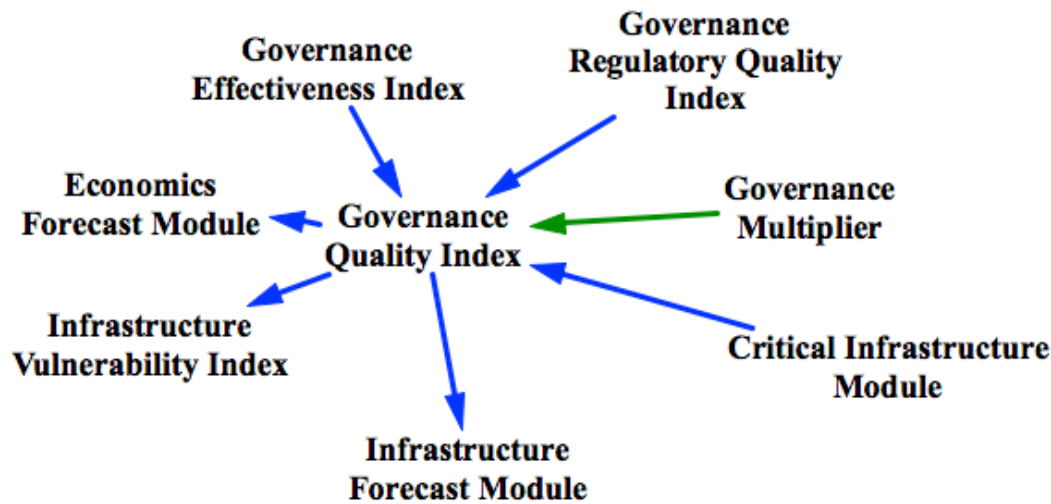 Governance
Effectiveness Index
Governance
Regulatory Quality
Index
Economics
Forecast Module
Governance
Quality Index
Governance
Multiplier
Infrastructure
Vulnerability Index
Critical Infrastructure
Module
Infrastructure
Forecast Module